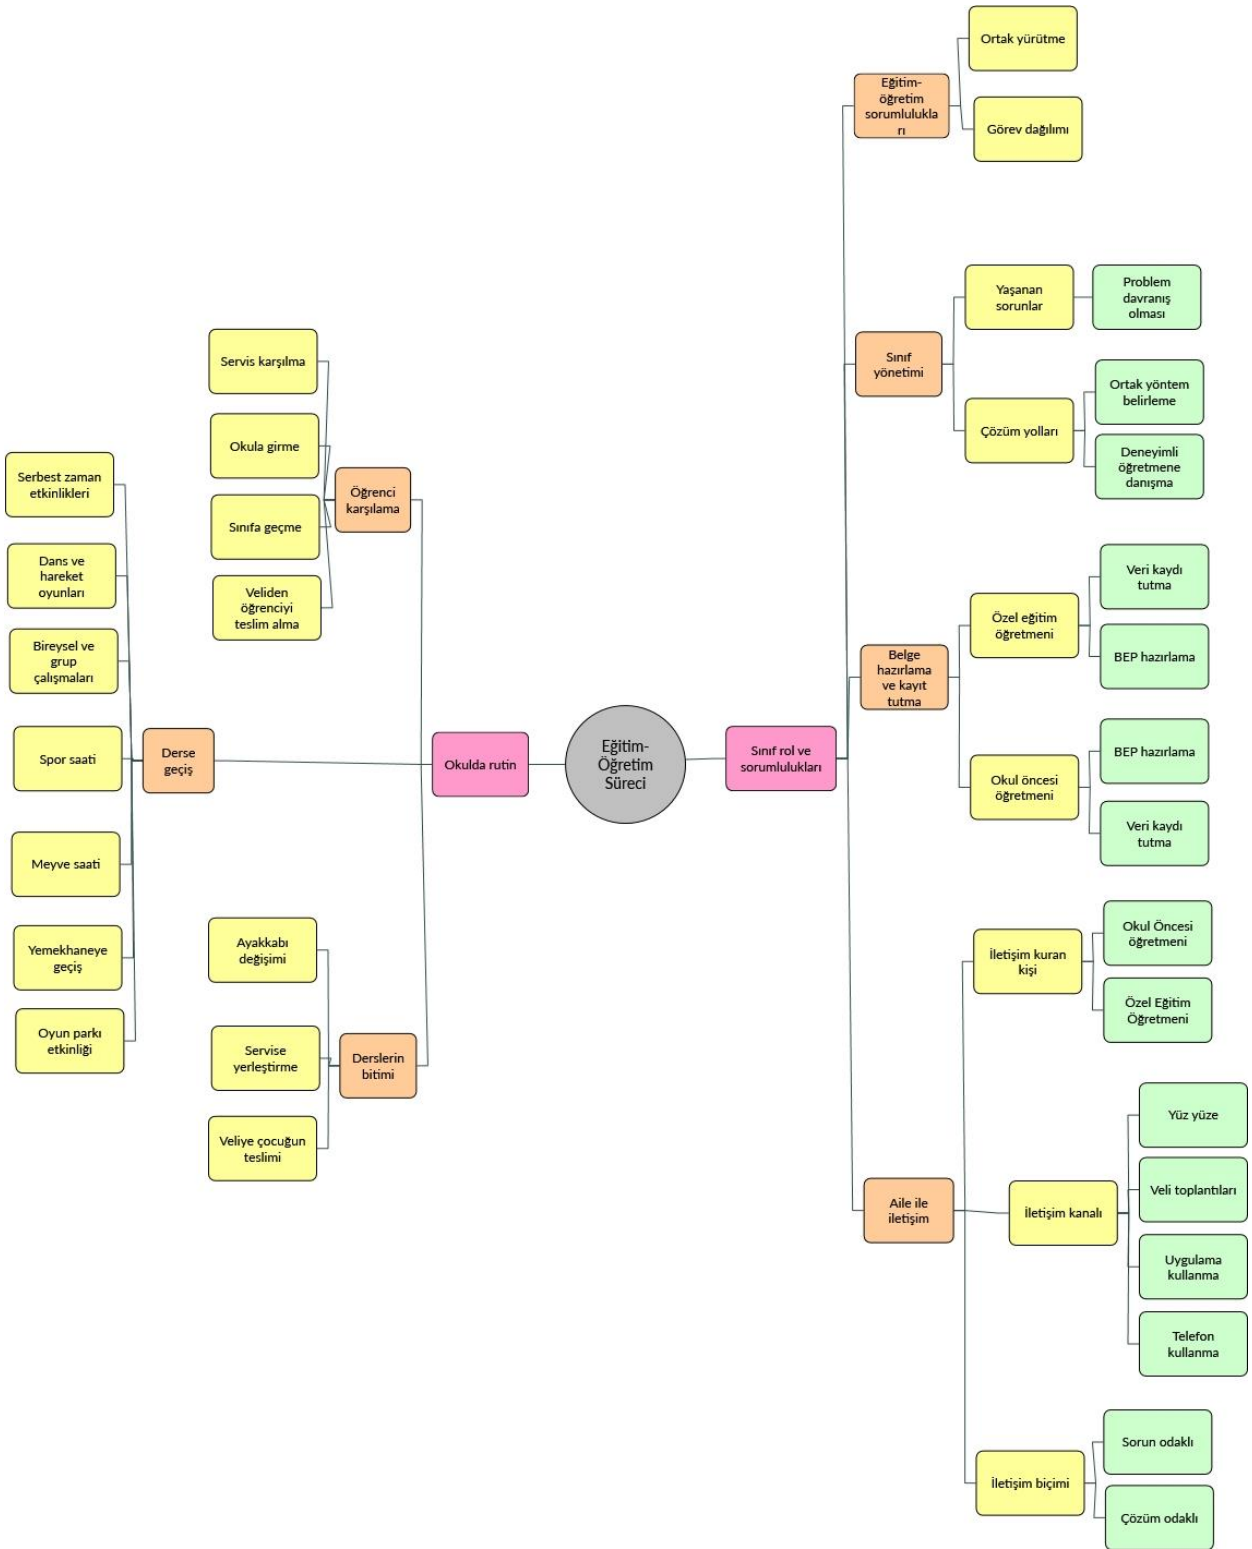 Eğitim-
Öğretim
Süreci
Okulda rutin
Öğrenci
karşılama
Servis karşılma
Okula girme
Sınıfa geçme
Veliden
öğrenciyi
teslim alma
Derse
geçiş
Serbest zaman
etkinlikleri
Dans ve
hareket
oyunları
Bireysel ve
grup
çalışmaları
Spor saati
Meyve saati
Yemekhaneye
geçiş
Oyun parkı
etkinliği
Derslerin
bitimi
Ayakkabı
değişimi
Servise
yerleştirme
Veliye çocuğun
teslimi
Sınıf rol ve
sorumlulukları
Eğitim-
öğretim
sorumlulukla
rı
Ortak yürütme
Görev dağılımı
Sınıf
yönetimi
Yaşanan
sorunlar
Problem
davranış
olması
Çözüm yolları
Ortak yöntem
belirleme
Deneyimli
öğretmene
danışma
Belge
hazırlama
ve kayıt
tutma
Özel eğitim
öğretmeni
Veri kaydı
tutma
BEP hazırlama
Okul öncesi
öğretmeni
BEP hazırlama
Veri kaydı
tutma
Aile ile
iletişim
İletişim kuran
kişi
Okul Öncesi
öğretmeni
Özel Eğitim
Öğretmeni
İletişim kanalı
Yüz yüze
Veli toplantıları
Uygulama
kullanma
Telefon
kullanma
İletişim biçimi
Sorun odaklı
Çözüm odaklı